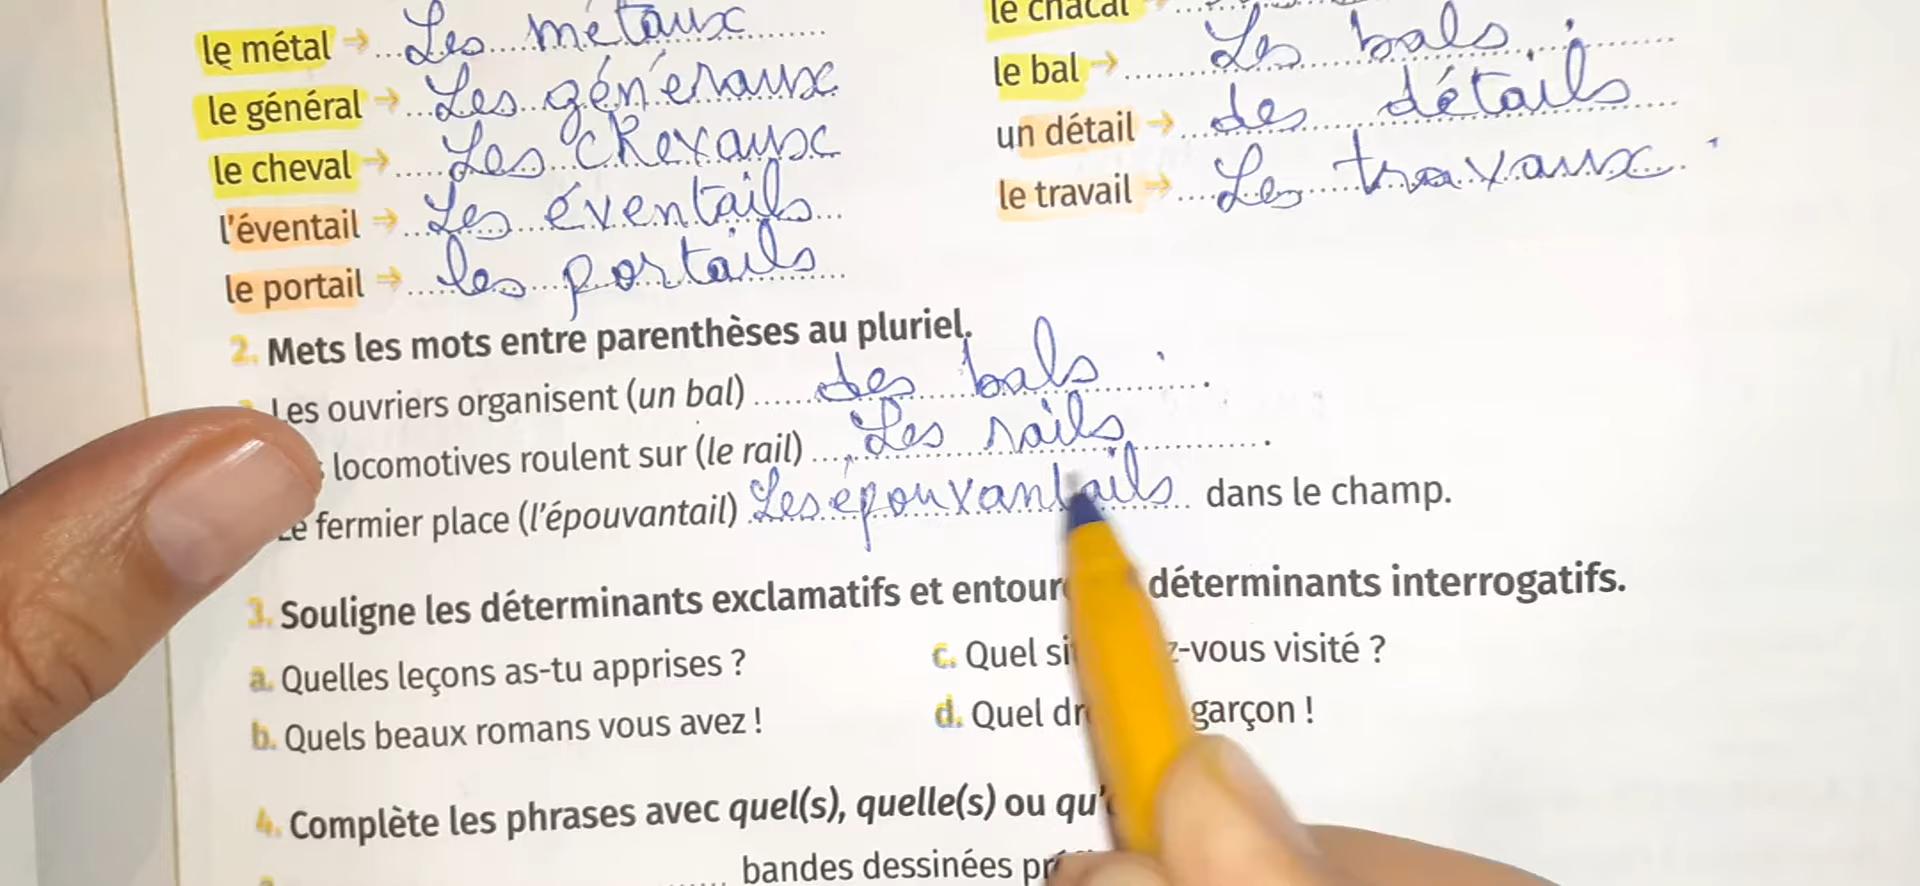 le métal → Les métaux
le général → Les généraux
le cheval → Les chevaux
l'éventail → Les éventails
le portail → les portails
le chacal →
le bal → Les bals.
un détail → des détails
le travail → Les travaux.
2. Mets les mots entre parenthèses au pluriel.
Les ouvriers organisent (un bal) des bals.
locomotives roulent sur (le rail) Les rails.
Le fermier place (l'épouvantail) Les épouvantails dans le champ.
3. Souligne les déterminants exclamatifs et entour déterminants interrogatifs.
a. Quelles leçons as-tu apprises ?
b. Quels beaux romans vous avez !
c. Quel si -vous visité ?
d. Quel dr garçon !
4. Complète les phrases avec quel(s), quelle(s) ou qu'
bandes dessinées pr